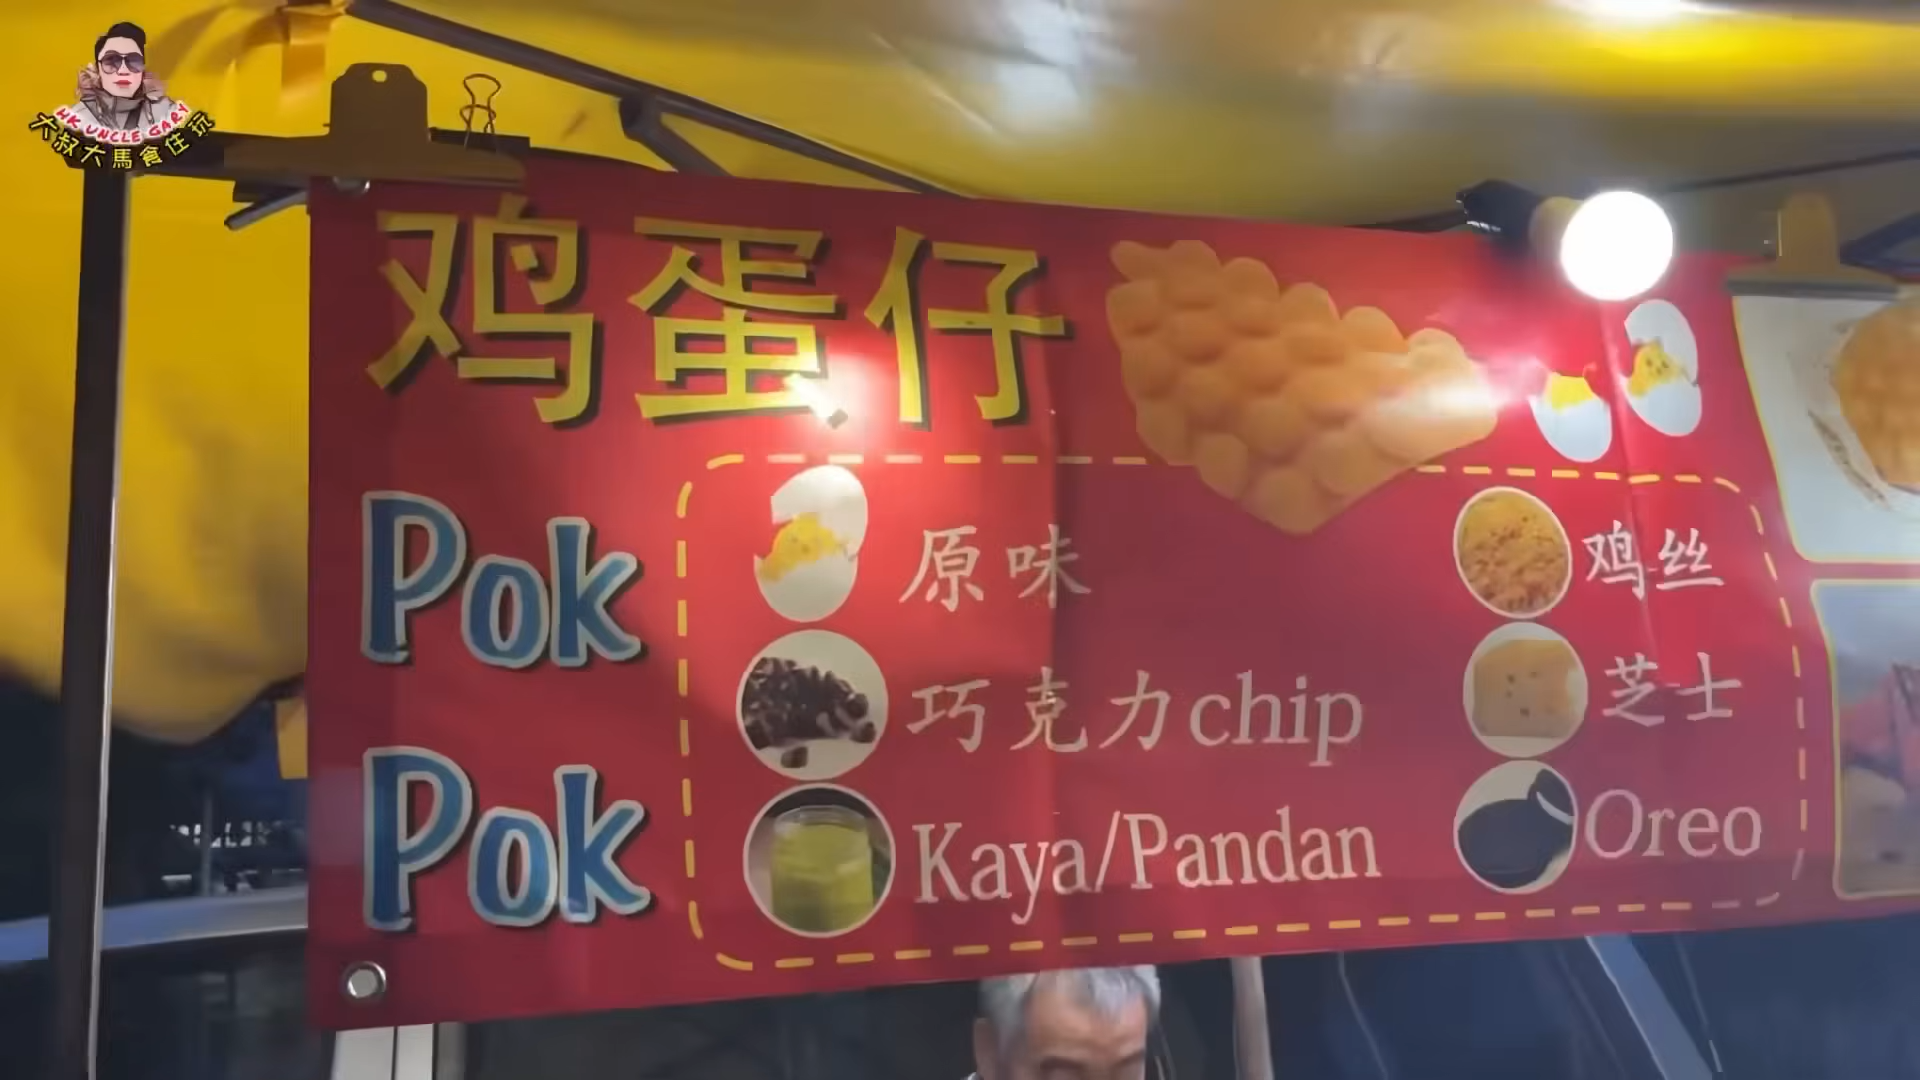 HK UNCLE GARY
大叔大馬食住玩
鸡蛋仔
Pok
Pok
原味
巧克力chip
Kaya/Pandan
鸡丝
芝士
Oreo